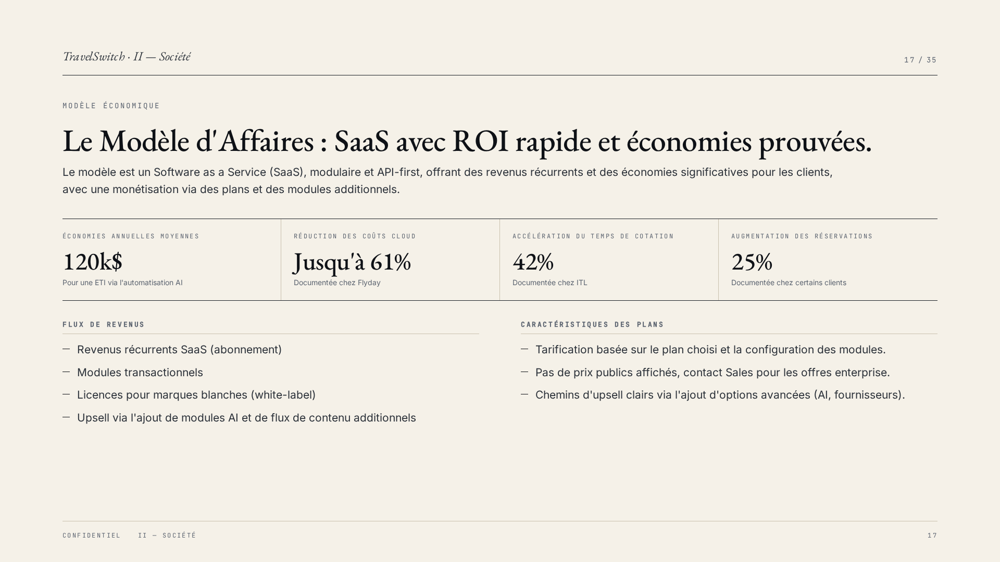 TravelSwitch · II — Société
17 / 35
MODÈLE ÉCONOMIQUE
Le Modèle d'Affaires : SaaS avec ROI rapide et économies prouvées.
Le modèle est un Software as a Service (SaaS), modulaire et API-first, offrant des revenus récurrents et des économies significatives pour les clients,
avec une monétisation via des plans et des modules additionnels.
ÉCONOMIES ANNUELLES MOYENNES
120k$
Pour une ETI via l'automatisation AI
RÉDUCTION DES COÛTS CLOUD
Jusqu'à 61%
Documentée chez Flyday
ACCÉLÉRATION DU TEMPS DE COTATION
42%
Documentée chez ITL
AUGMENTATION DES RÉSERVATIONS
25%
Documentée chez certains clients
FLUX DE REVENUS
— Revenus récurrents SaaS (abonnement)
— Modules transactionnels
— Licences pour marques blanches (white-label)
— Upsell via l'ajout de modules AI et de flux de contenu additionnels
CARACTÉRISTIQUES DES PLANS
— Tarification basée sur le plan choisi et la configuration des modules.
— Pas de prix publics affichés, contact Sales pour les offres enterprise.
— Chemins d'upsell clairs via l'ajout d'options avancées (AI, fournisseurs).
CONFIDENTIEL II — SOCIÉTÉ
17